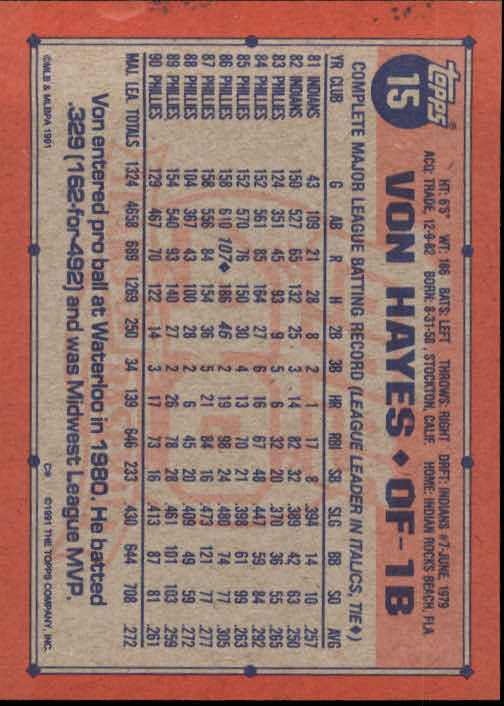 Topps®
15
VON HAYES ◆ OF-1B
HT: 6'5" WT: 186 BATS: LEFT THROWS: RIGHT DRAFT: INDIANS #7-JUNE, 1979
ACQ: TRADE, 12-9-82 BORN: 8-31-58, STOCKTON, CALIF. HOME: INDIAN ROCKS BEACH, FLA.
COMPLETE MAJOR LEAGUE BATTING RECORD (LEAGUE LEADER IN ITALICS, TIE◆)
YR CLUB G AB R H 2B 3B HR RBI SB SLG BB SO AVG
81 INDIANS 43 109 21 28 8 2 1 17 8 .394 14 10 .257
82 INDIANS 150 527 65 132 25 3 14 82 32 .389 42 63 .250
83 PHILLIES 124 351 45 93 9 5 6 32 20 .370 36 55 .265
84 PHILLIES 152 561 85 164 27 6 16 67 48 .447 59 84 .292
85 PHILLIES 152 570 76 150 30 4 13 70 21 .398 61 99 .263
86 PHILLIES 158 610 107◆ 186 46 2 19 98 24 .480 74 77 .305
87 PHILLIES 158 556 84 154 36 5 21 84 16 .473 121 77 .277
88 PHILLIES 104 367 43 100 28 2 6 45 20 .409 49 59 .272
89 PHILLIES 154 540 93 140 27 2 26 78 28 .461 101 103 .259
90 PHILLIES 129 467 70 122 14 3 17 73 16 .413 87 81 .261
MAJ. LEA. TOTALS 1324 4658 689 1269 250 34 139 646 233 .430 644 708 .272
Von entered pro ball at Waterloo in 1980. He batted
.329 (162-for-492) and was Midwest League MVP.
©MLB & MLBPA 1991 C* ©1991 THE TOPPS COMPANY, INC.